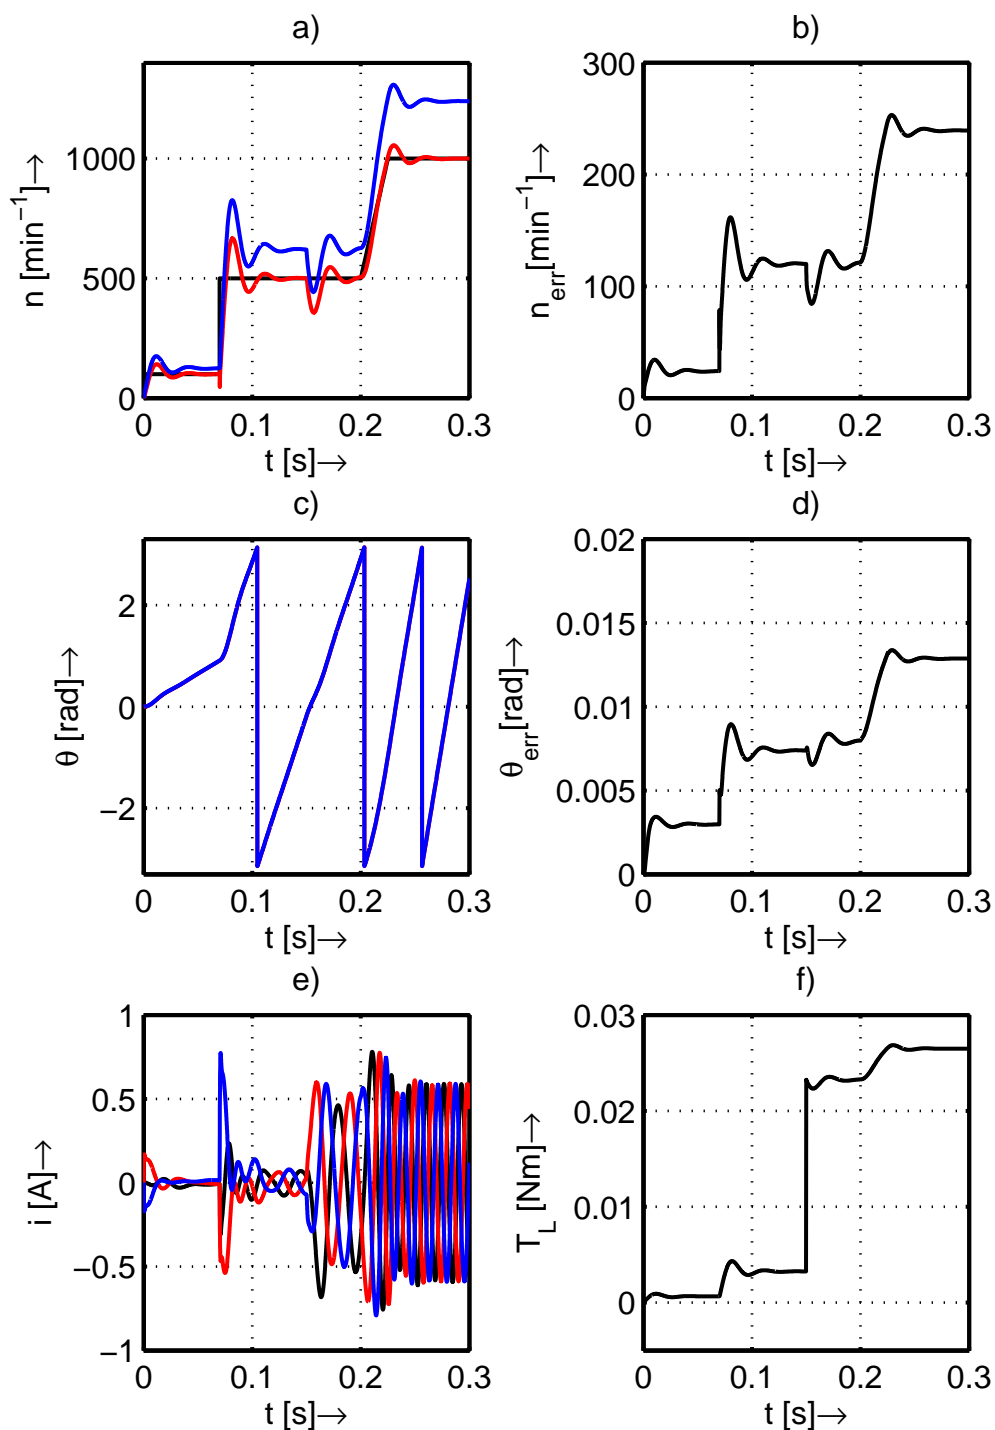 a)
n [min⁻¹]→
1000
500
0
0
0.1
0.2
0.3
t [s]→
b)
n_err[min⁻¹]→
300
200
100
0
0
0.1
0.2
0.3
t [s]→
c)
θ [rad]→
2
0
−2
0
0.1
0.2
0.3
t [s]→
d)
θ_err[rad]→
0.02
0.015
0.01
0.005
0
0
0.1
0.2
0.3
t [s]→
e)
i [A]→
1
0.5
0
−0.5
−1
0
0.1
0.2
0.3
t [s]→
f)
T_L [Nm]→
0.03
0.02
0.01
0
0
0.1
0.2
0.3
t [s]→